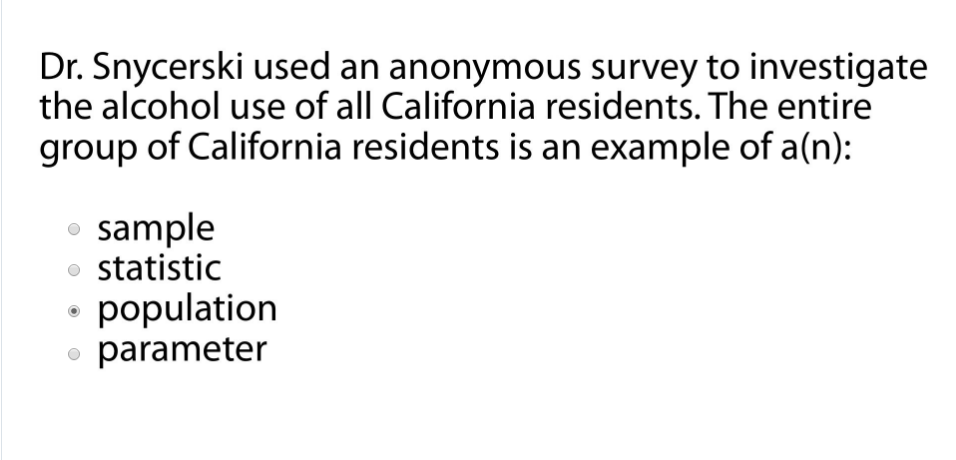 Dr. Snycerski used an anonymous survey to investigate
the alcohol use of all California residents. The entire
group of California residents is an example of a(n):
sample
statistic
population
parameter